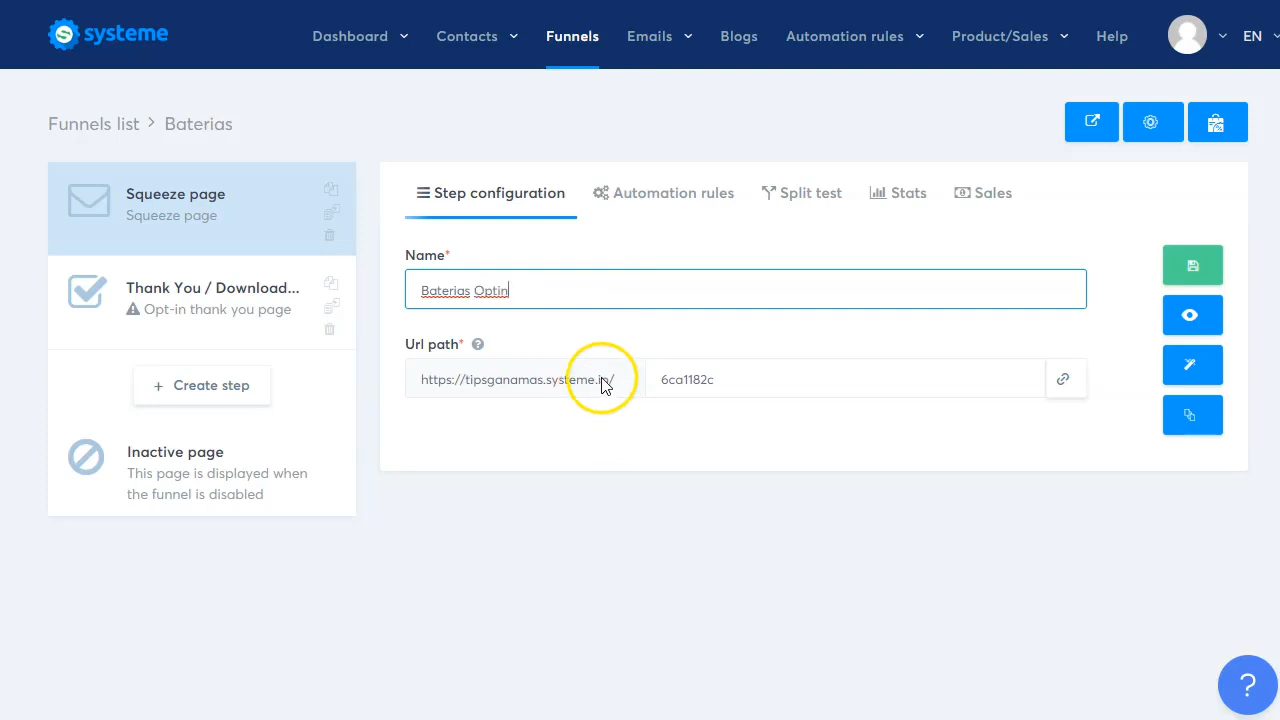 systeme
Dashboard
Contacts
Funnels
Emails
Blogs
Automation rules
Product/Sales
Help
EN
Funnels list > Baterias
Squeeze page
Squeeze page
Thank You / Download...
Opt-in thank you page
+ Create step
Inactive page
This page is displayed when
the funnel is disabled
Step configuration
Automation rules
Split test
Stats
Sales
Name*
Baterias Optin
Url path* ?
https://tipsganamas.systeme.io/
6ca1182c
?